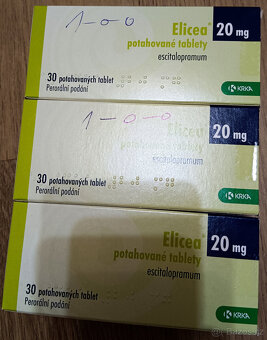 1-0-0
Elicea® 20 mg
potahované tablety
escitalopramum
30 potahovaných tablet
Perorální podání
KRKA
1-0-0
Elicea® 20 mg
potahované tablety
escitalopramum
30 potahovaných tablet
Perorální podání
KRKA
Elicea® 20 mg
potahované tablety
escitalopramum
30 potahovaných tablet
Perorální podání
KRKA